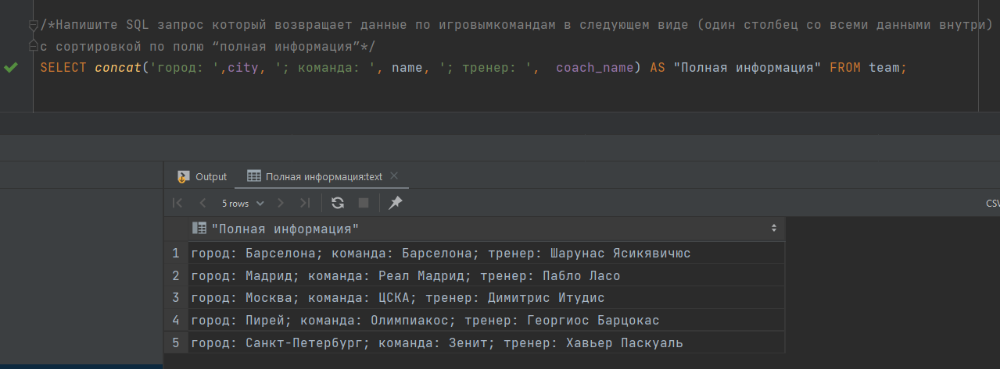 /*Напишите SQL запрос который возвращает данные по игровымкомандам в следующем виде (один столбец со всеми данными внутри)
с сортировкой по полю “полная информация”*/
SELECT concat('город: ',city, '; команда: ', name, '; тренер: ',  coach_name) AS "Полная информация" FROM team;
Output
Полная информация:text
5 rows
CSV
"Полная информация"
1 город: Барселона; команда: Барселона; тренер: Шарунас Ясикявичюс
2 город: Мадрид; команда: Реал Мадрид; тренер: Пабло Ласо
3 город: Москва; команда: ЦСКА; тренер: Димитрис Итудис
4 город: Пирей; команда: Олимпиакос; тренер: Георгиос Барцокас
5 город: Санкт-Петербург; команда: Зенит; тренер: Хавьер Паскуаль